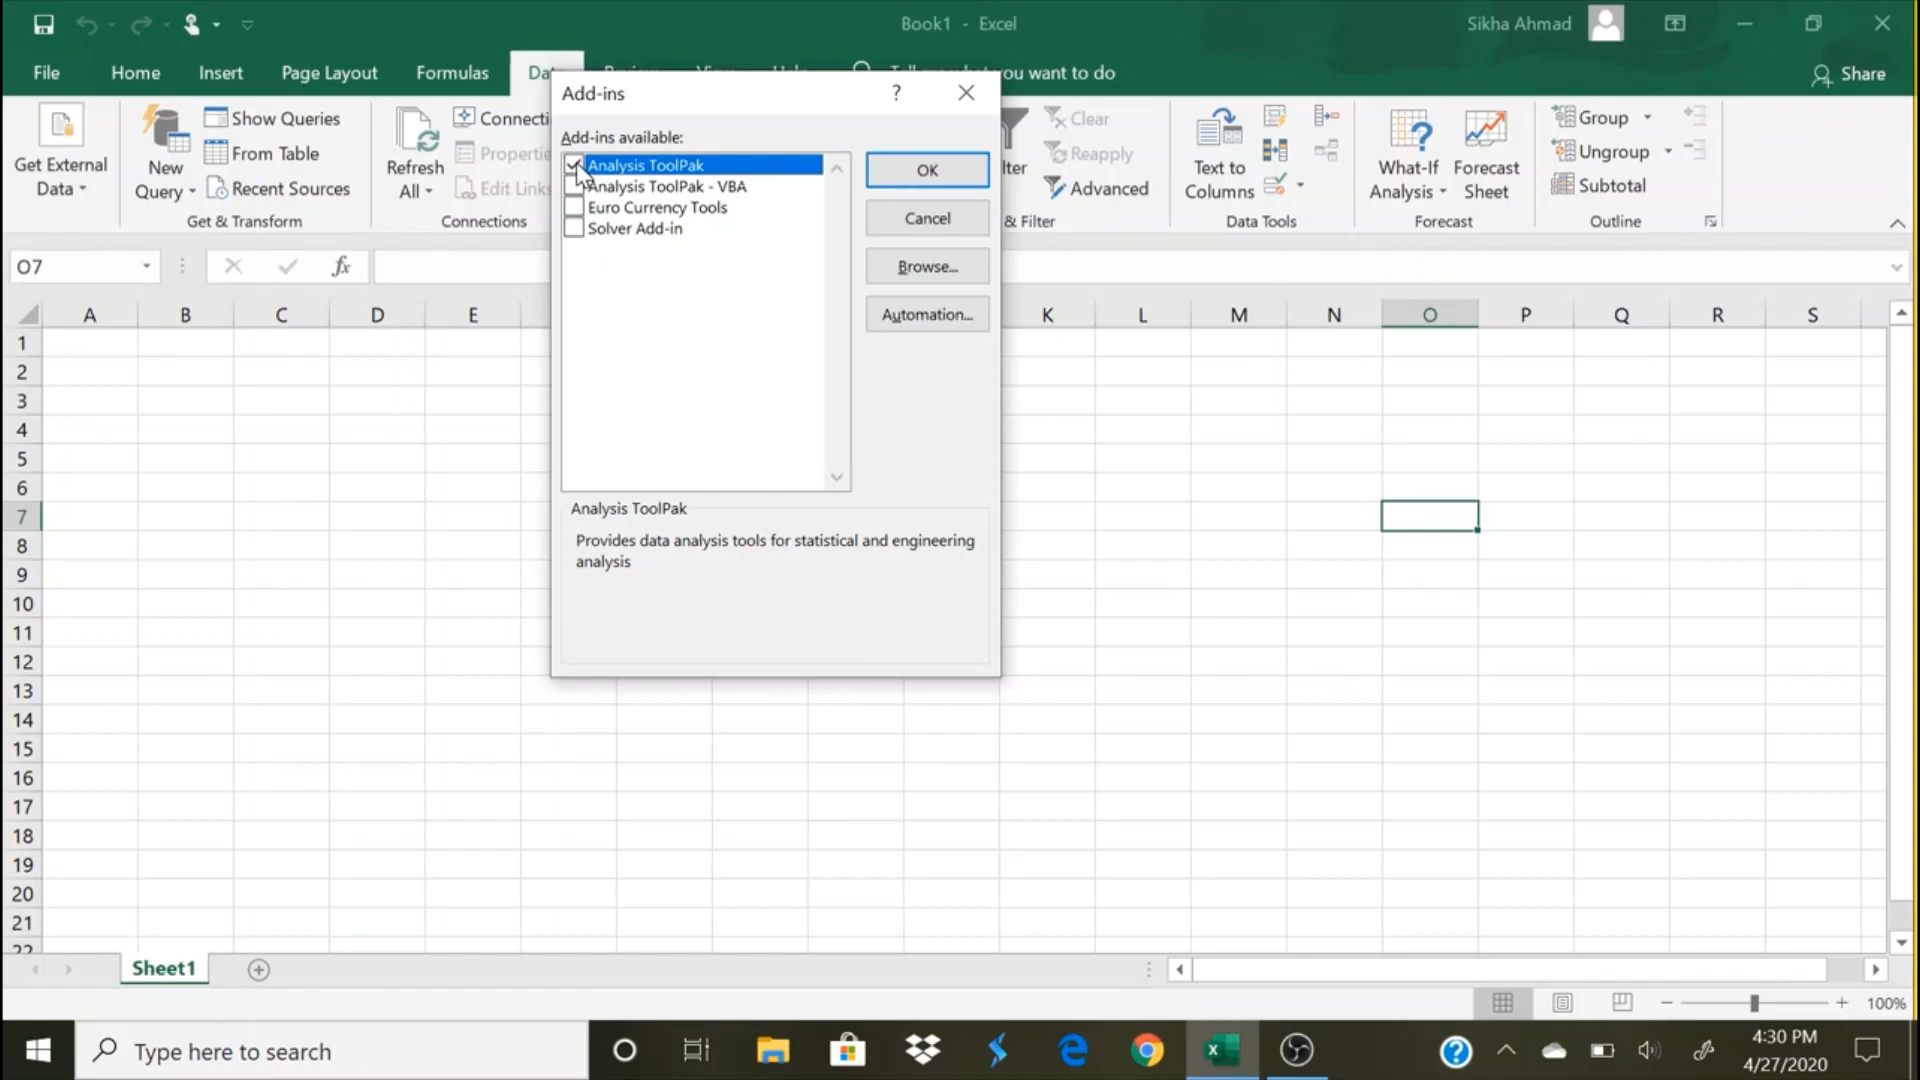 Book1 - Excel
Sikha Ahmad
File Home Insert Page Layout Formulas you want to do
Share
Add-ins ?
Add-ins available:
Analysis ToolPak
Analysis ToolPak - VBA
Euro Currency Tools
Solver Add-in
OK
Cancel
Browse...
Automation...
Analysis ToolPak
Provides data analysis tools for statistical and engineering
analysis
Get External
Data
New
Query
Show Queries
From Table
Recent Sources
Get & Transform
Refresh
All
Connections
Clear
Reapply
Advanced
& Filter
Text to
Columns
Data Tools
What-If
Analysis
Forecast
Sheet
Forecast
Group
Ungroup
Subtotal
Outline
O7
fx
A B C D E K L M N O P Q R S
1
2
3
4
5
6
7
8
9
10
11
12
13
14
15
16
17
18
19
20
21
22
Sheet1
100%
Type here to search
4:30 PM
4/27/2020